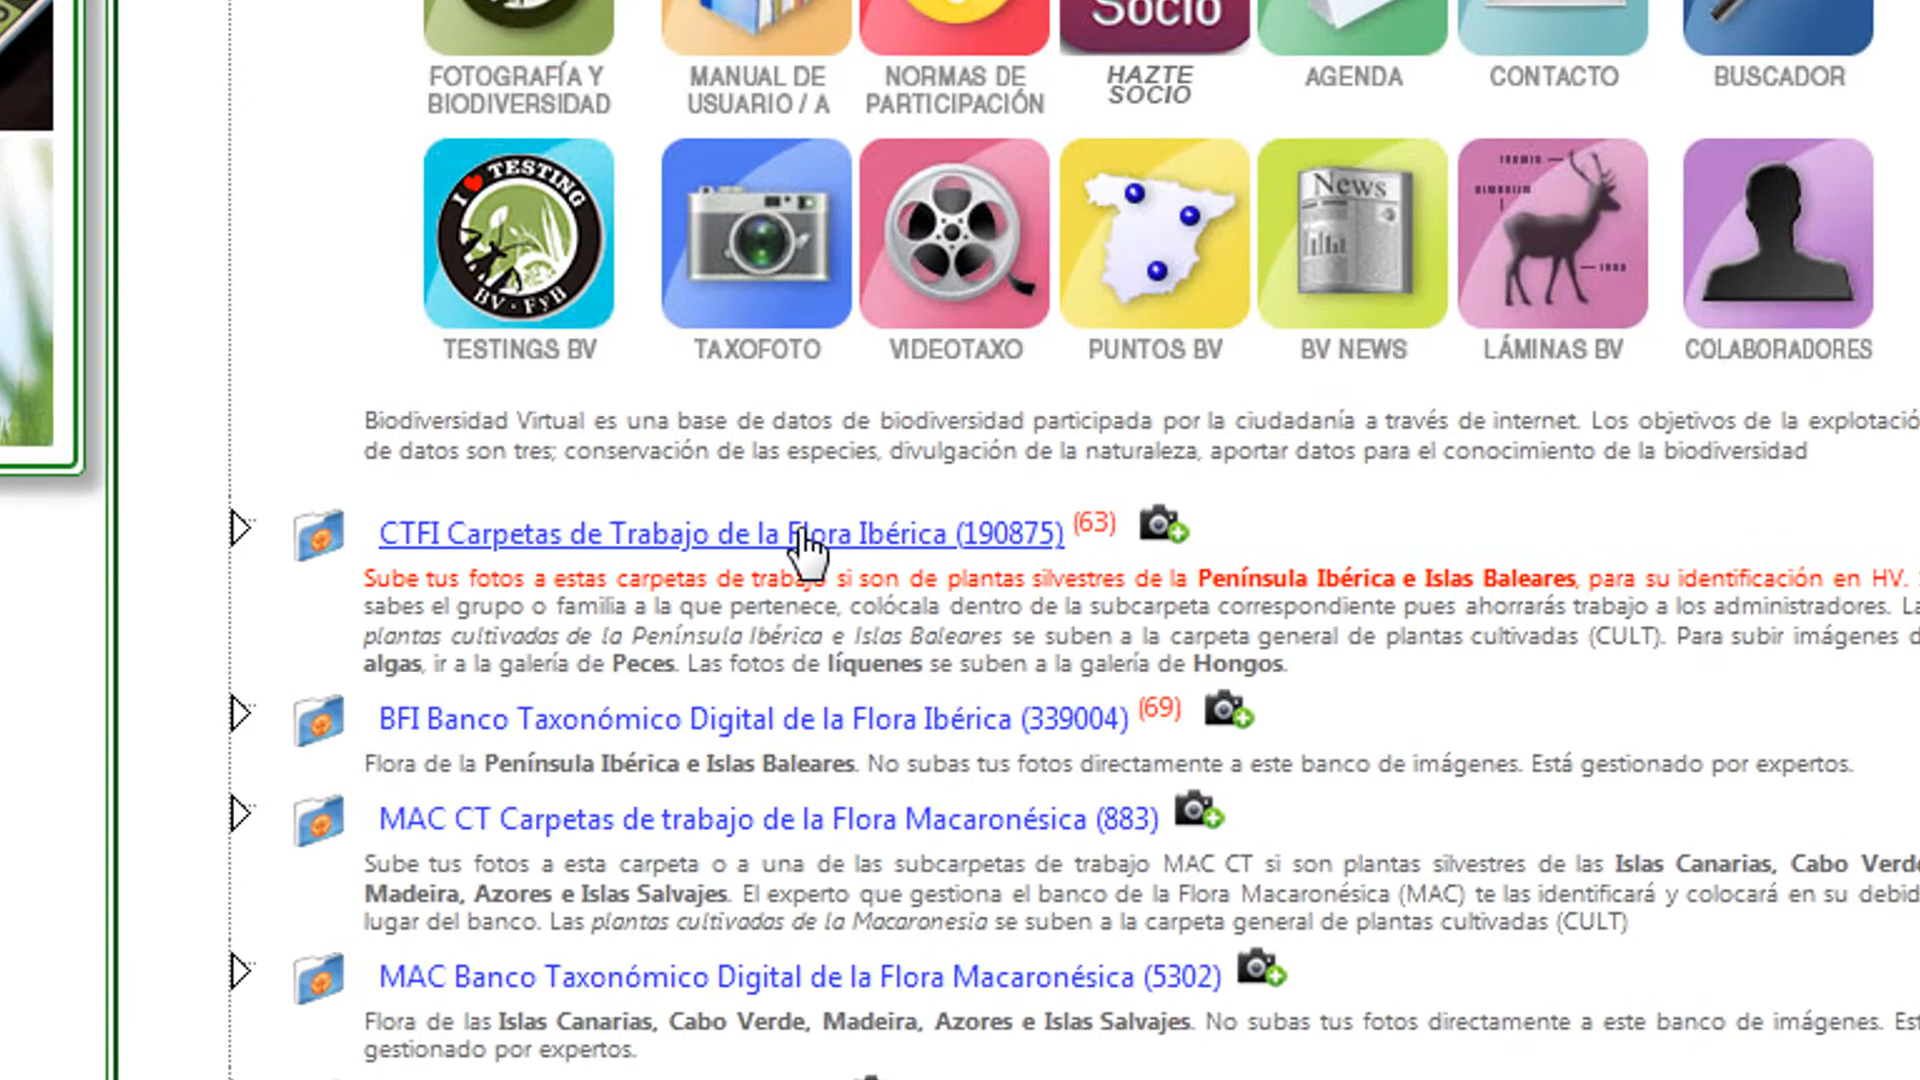 Socio
FOTOGRAFÍA Y
BIODIVERSIDAD
MANUAL DE
USUARIO / A
NORMAS DE
PARTICIPACIÓN
HAZTE
SOCIO
AGENDA
CONTACTO
BUSCADOR
I TESTING
BV · FyB
News
TESTINGS BV
TAXOFOTO
VIDEOTAXO
PUNTOS BV
BV NEWS
LÁMINAS BV
COLABORADORES
Biodiversidad Virtual es una base de datos de biodiversidad participada por la ciudadanía a través de internet. Los objetivos de la explotació
de datos son tres; conservación de las especies, divulgación de la naturaleza, aportar datos para el conocimiento de la biodiversidad
CTFI Carpetas de Trabajo de la Flora Ibérica (190875) (63)
Sube tus fotos a estas carpetas de trabajo si son de plantas silvestres de la Península Ibérica e Islas Baleares, para su identificación en HV.
sabes el grupo o familia a la que pertenece, colócala dentro de la subcarpeta correspondiente pues ahorrarás trabajo a los administradores. La
plantas cultivadas de la Península Ibérica e Islas Baleares se suben a la carpeta general de plantas cultivadas (CULT). Para subir imágenes d
algas, ir a la galería de Peces. Las fotos de líquenes se suben a la galería de Hongos.
BFI Banco Taxonómico Digital de la Flora Ibérica (339004) (69)
Flora de la Península Ibérica e Islas Baleares. No subas tus fotos directamente a este banco de imágenes. Está gestionado por expertos.
MAC CT Carpetas de trabajo de la Flora Macaronésica (883)
Sube tus fotos a esta carpeta o a una de las subcarpetas de trabajo MAC CT si son plantas silvestres de las Islas Canarias, Cabo Verde
Madeira, Azores e Islas Salvajes. El experto que gestiona el banco de la Flora Macaronésica (MAC) te las identificará y colocará en su debid
lugar del banco. Las plantas cultivadas de la Macaronesia se suben a la carpeta general de plantas cultivadas (CULT)
MAC Banco Taxonómico Digital de la Flora Macaronésica (5302)
Flora de las Islas Canarias, Cabo Verde, Madeira, Azores e Islas Salvajes. No subas tus fotos directamente a este banco de imágenes. Est
gestionado por expertos.